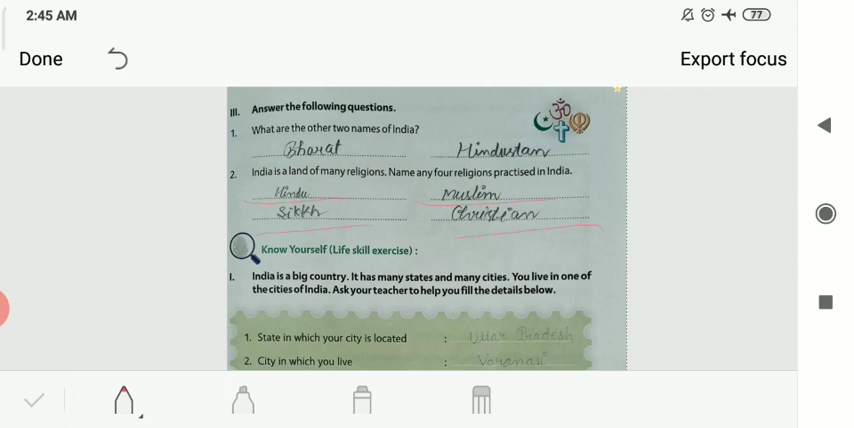 2:45 AM
77
Done
Export focus
III. Answer the following questions.
1. What are the other two names of India?
Bharat Hindustan
2. India is a land of many religions. Name any four religions practised in India.
Hindu Muslim
Sikkh Christian
Know Yourself (Life skill exercise) :
I. India is a big country. It has many states and many cities. You live in one of
the cities of India. Ask your teacher to help you fill the details below.
1. State in which your city is located : Uttar Pradesh
2. City in which you live : Varanasi